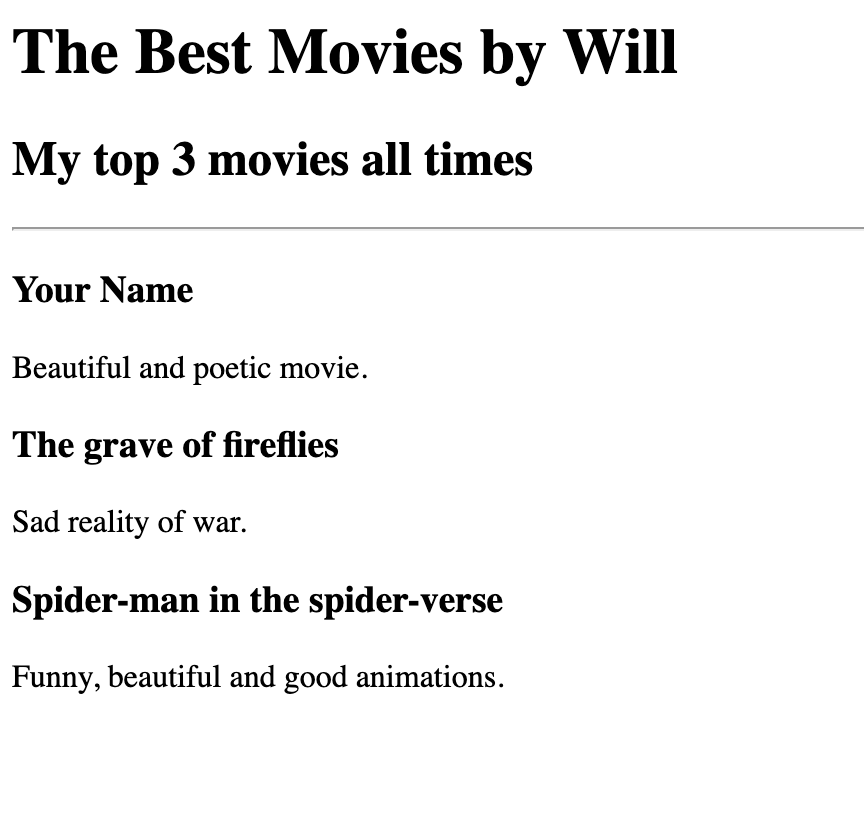 The Best Movies by Will
My top 3 movies all times
Your Name
Beautiful and poetic movie.
The grave of fireflies
Sad reality of war.
Spider-man in the spider-verse
Funny, beautiful and good animations.